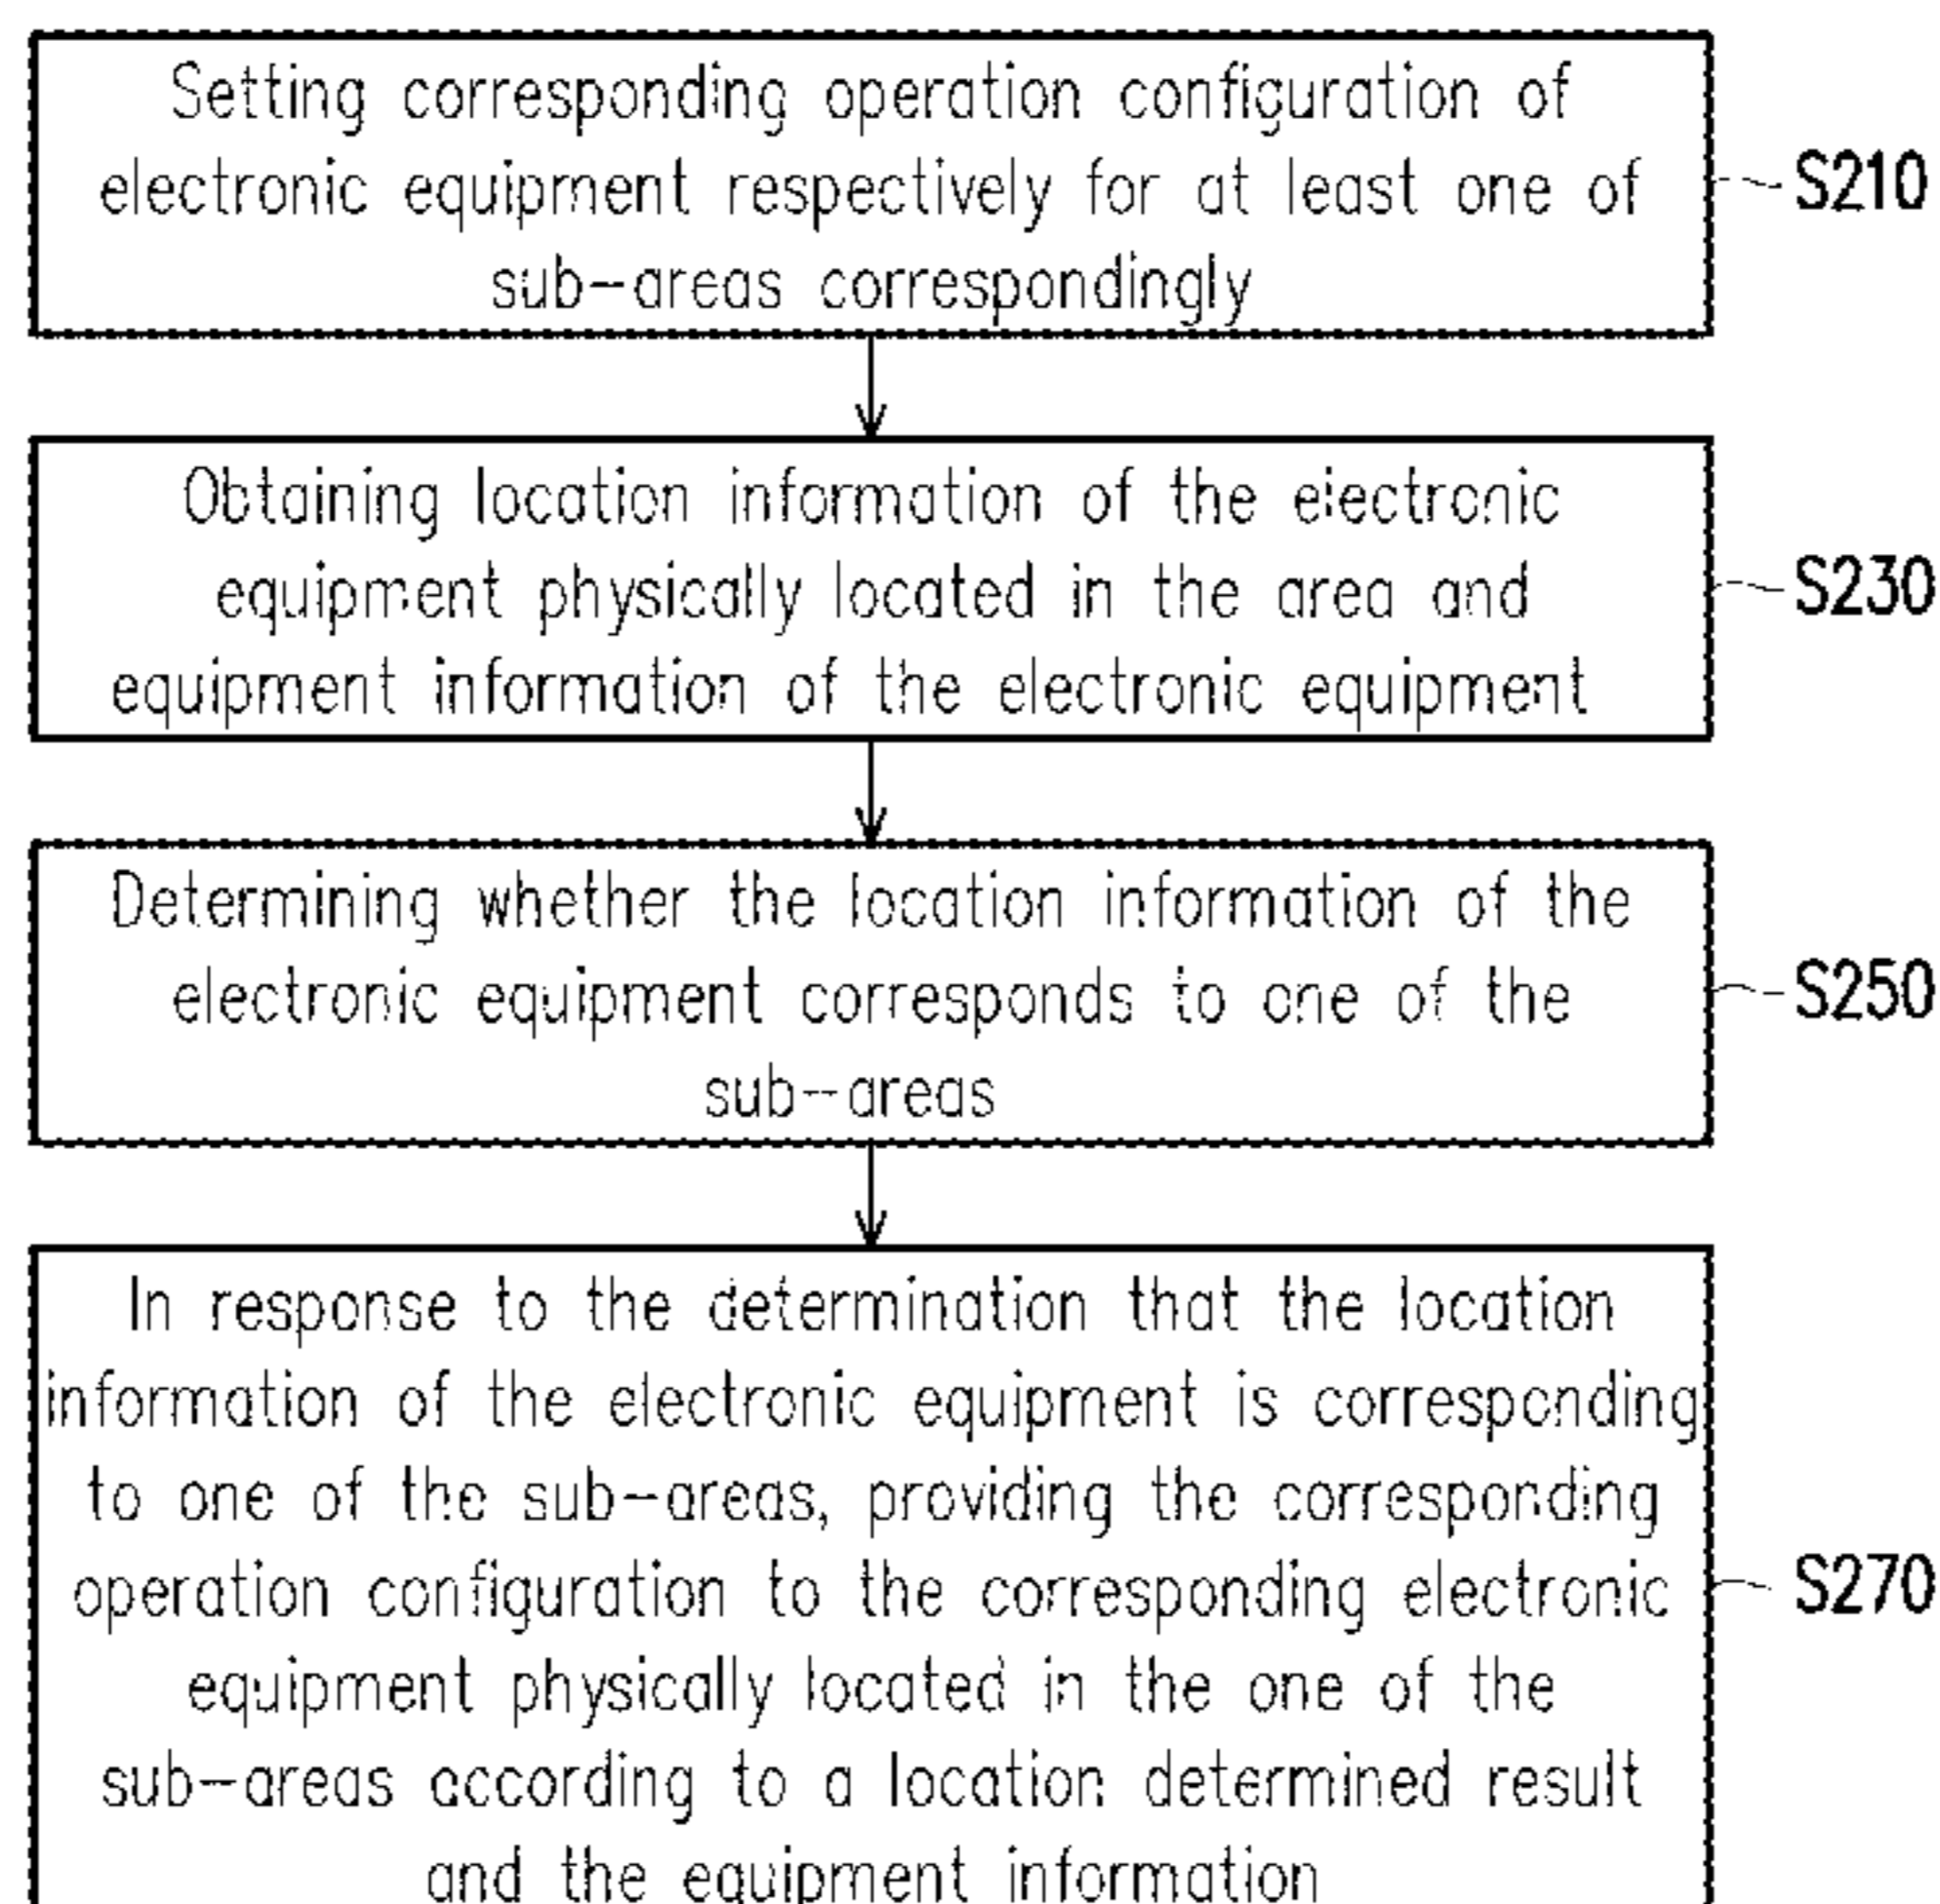 Setting corresponding operation configuration of
electronic equipment respectively for at least one of
sub-areas correspondingly
S210
Obtaining location information of the electronic
equipment physically located in the area and
equipment information of the electronic equipment
S230
Determining whether the location information of the
electronic equipment corresponds to one of the
sub-areas
S250
In response to the determination that the location
information of the electronic equipment is corresponding
to one of the sub-areas, providing the corresponding
operation configuration to the corresponding electronic
equipment physically located in the one of the
sub-areas according to a location determined result
and the equipment information
S270